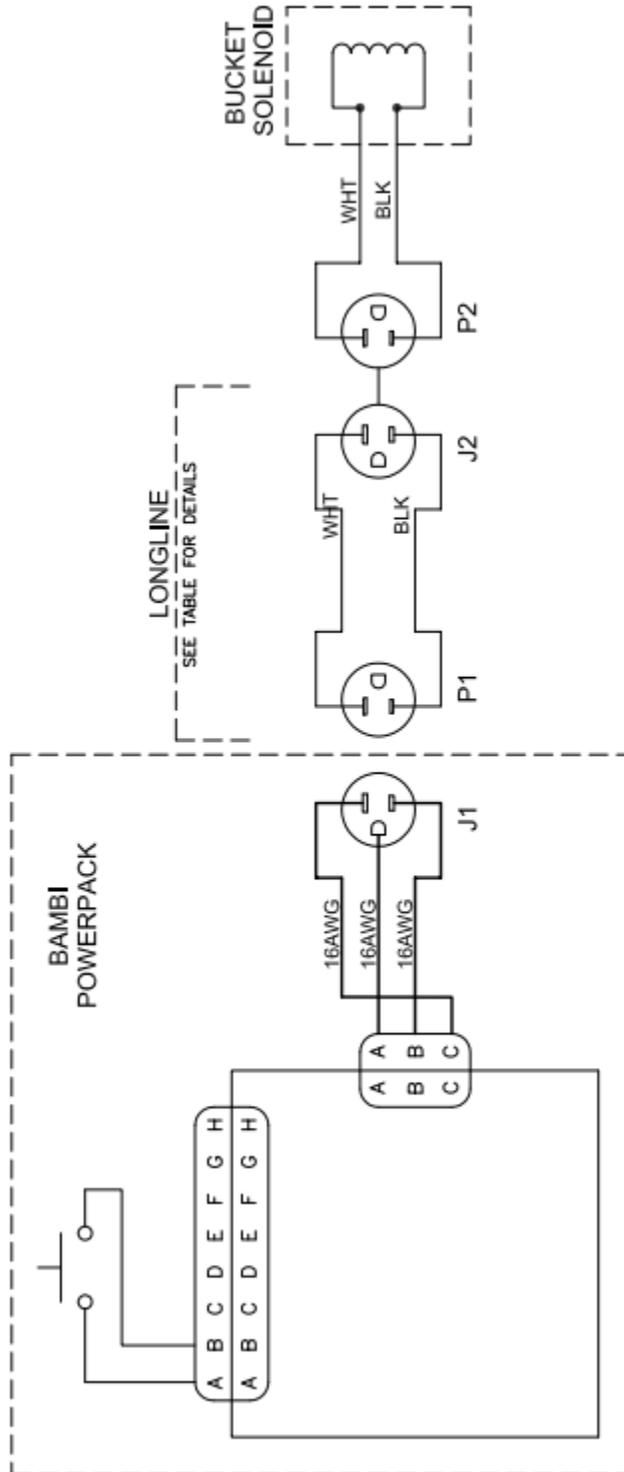 BAMBI
POWERPACK
A B C D E F G H
A B C D E F G H
A B C
A B C
16AWG
16AWG
16AWG
J1
LONGLINE
SEE TABLE FOR DETAILS
P1
WHT
BLK
J2
P2
WHT
BLK
BUCKET
SOLENOID